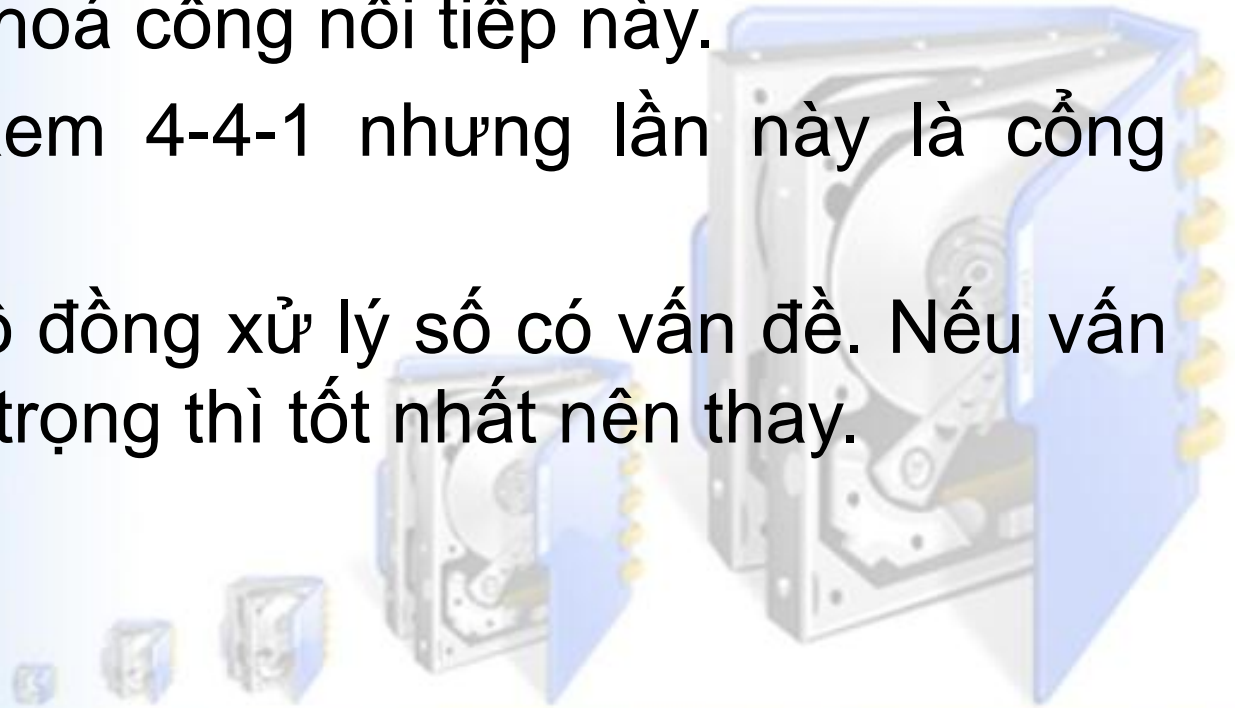 hoá cổng nối tiếp này.
em 4-4-1 nhưng lần này là cổng
đồng xử lý số có vấn đề. Nếu vấn
trọng thì tốt nhất nên thay.